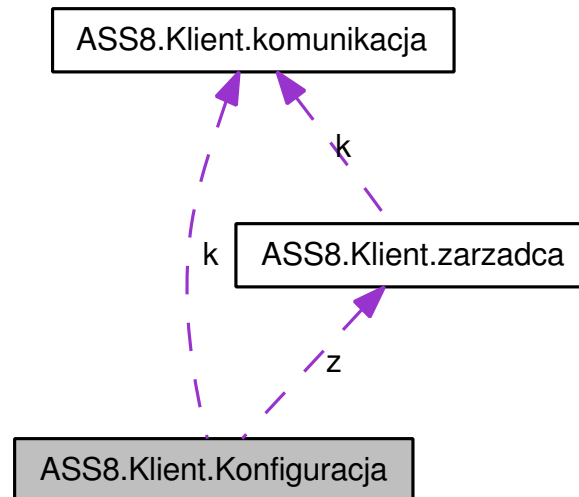 ASS8.Klient.komunikacja
k
ASS8.Klient.zarzadca
k
z
ASS8.Klient.Konfiguracja